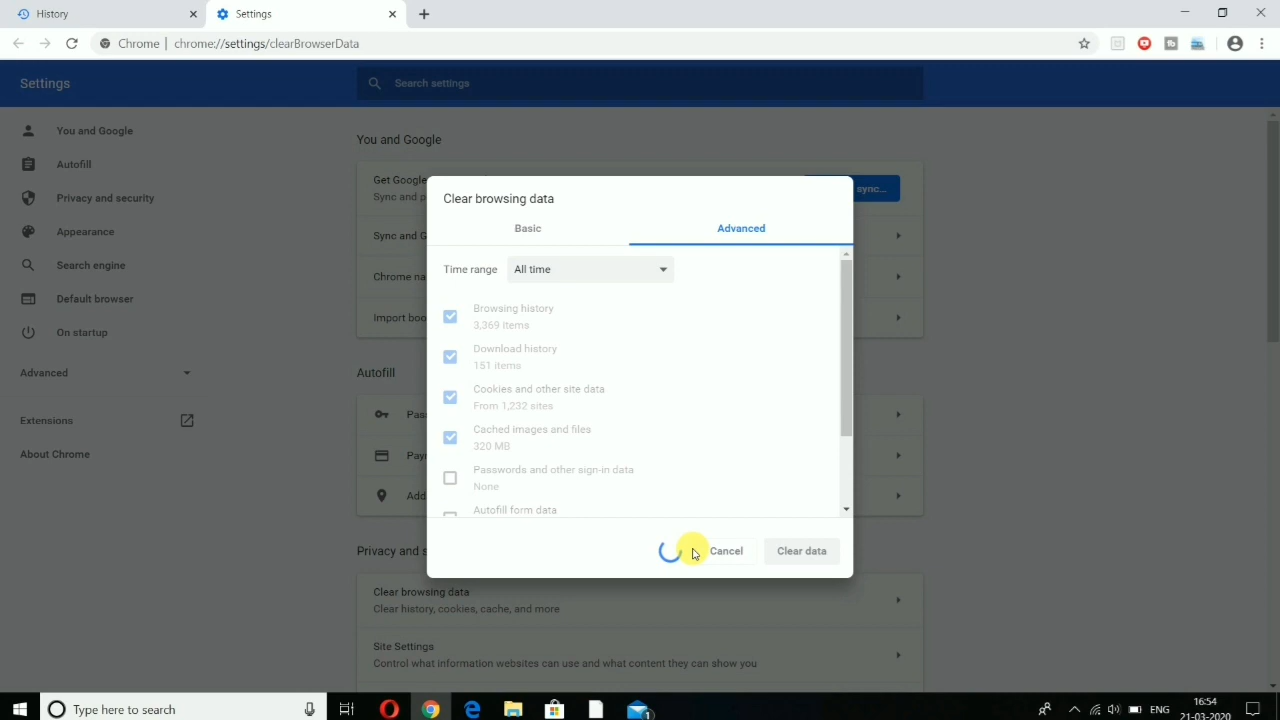 History
Settings
Chrome | chrome://settings/clearBrowserData
Settings
Search settings
You and Google
Autofill
Privacy and security
Appearance
Search engine
Default browser
On startup
Advanced
Extensions
About Chrome
You and Google
Get Google
Sync and p
sync...
Sync and G
Chrome na
Import boo
Autofill
Pas
Pay
Add
Privacy and s
Clear browsing data
Clear history, cookies, cache, and more
Site Settings
Control what information websites can use and what content they can show you
Clear browsing data
Basic
Advanced
Time range
All time
Browsing history
3,369 items
Download history
151 items
Cookies and other site data
From 1,232 sites
Cached images and files
320 MB
Passwords and other sign-in data
None
Autofill form data
Cancel
Clear data
Type here to search
1
ENG
16:54
21-03-2020